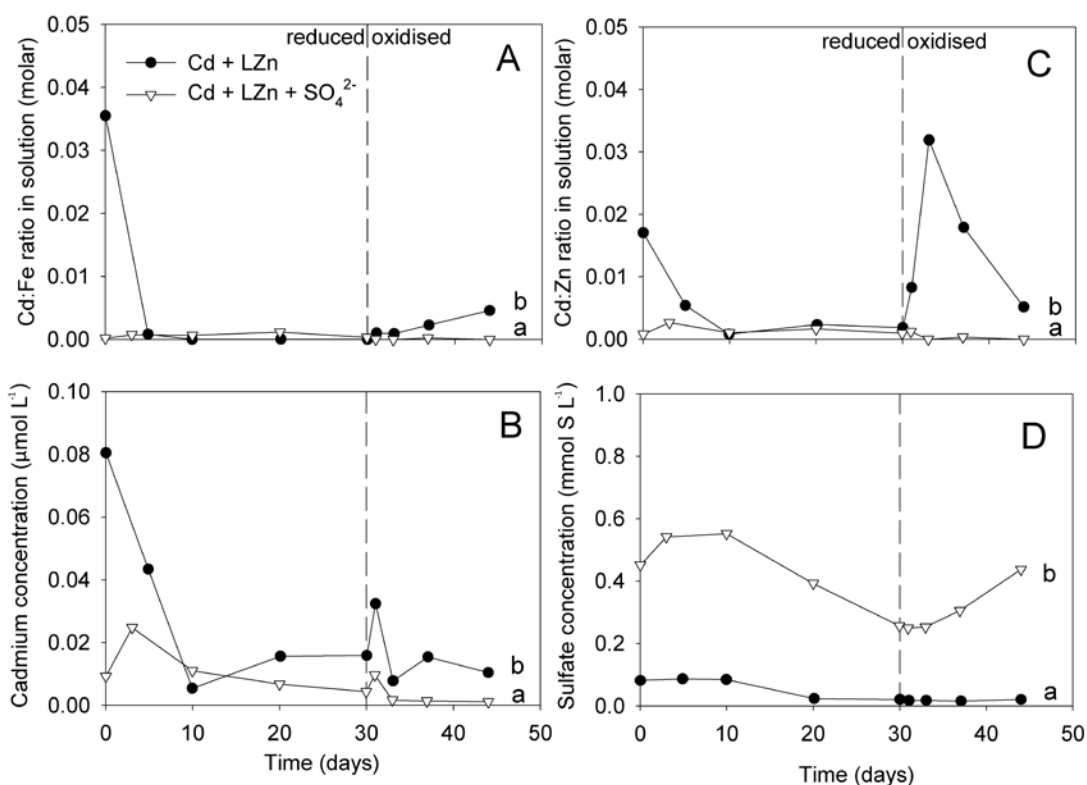 Cd:Fe ratio in solution (molar)
0.05
0.04
0.03
0.02
0.01
0.00
reduced oxidised
A
Cd + LZn
Cd + LZn + SO₄²⁻
b
a
Cd:Zn ratio in solution (molar)
0.05
0.04
0.03
0.02
0.01
0.00
reduced oxidised
C
b
a
Cadmium concentration (µmol L⁻¹)
0.10
0.08
0.06
0.04
0.02
0.00
B
b
a
0 10 20 30 40 50
Time (days)
Sulfate concentration (mmol S L⁻¹)
1.0
0.8
0.6
0.4
0.2
0.0
D
b
a
0 10 20 30 40 50
Time (days)